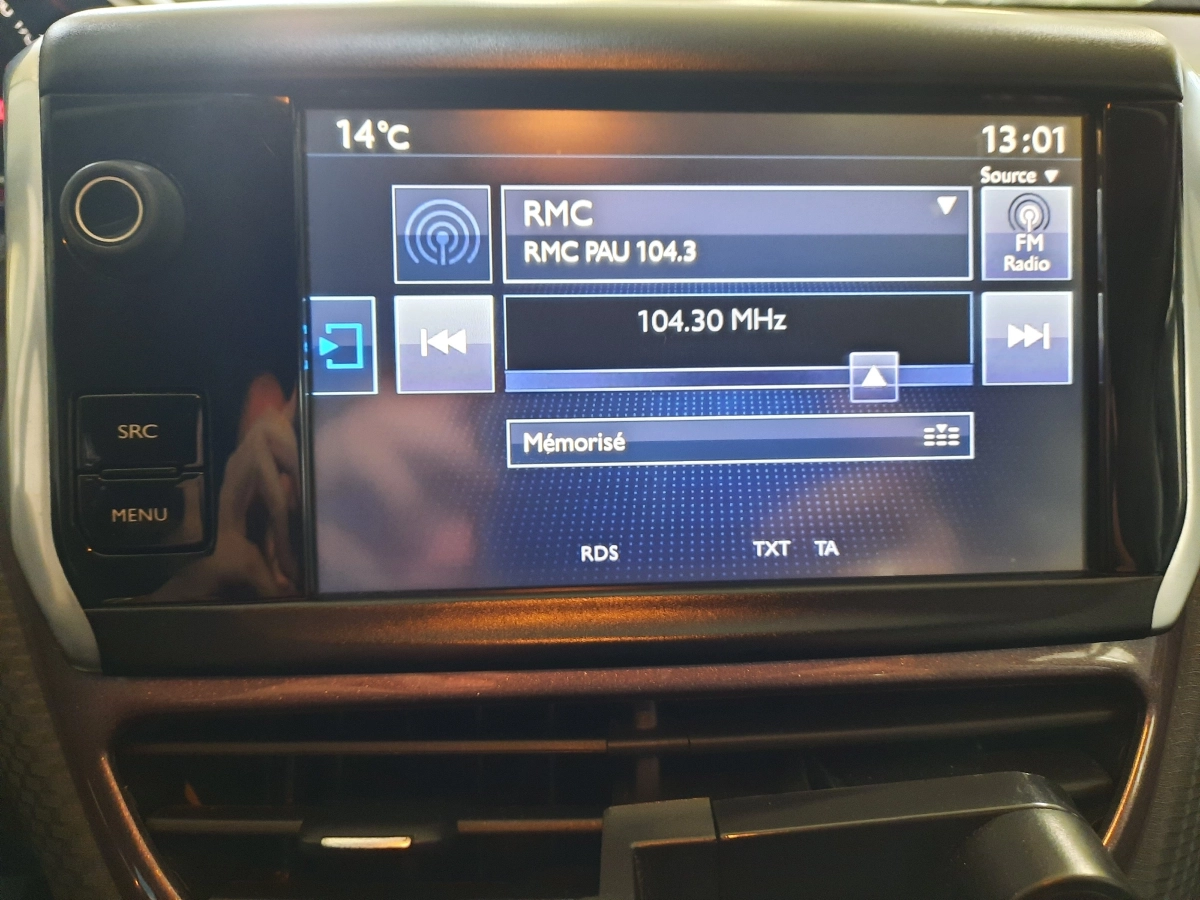 14°C
13:01
Source
RMC
RMC PAU 104.3
FM
Radio
104.30 MHz
SRC
Mémorisé
MENU
RDS TXT TA